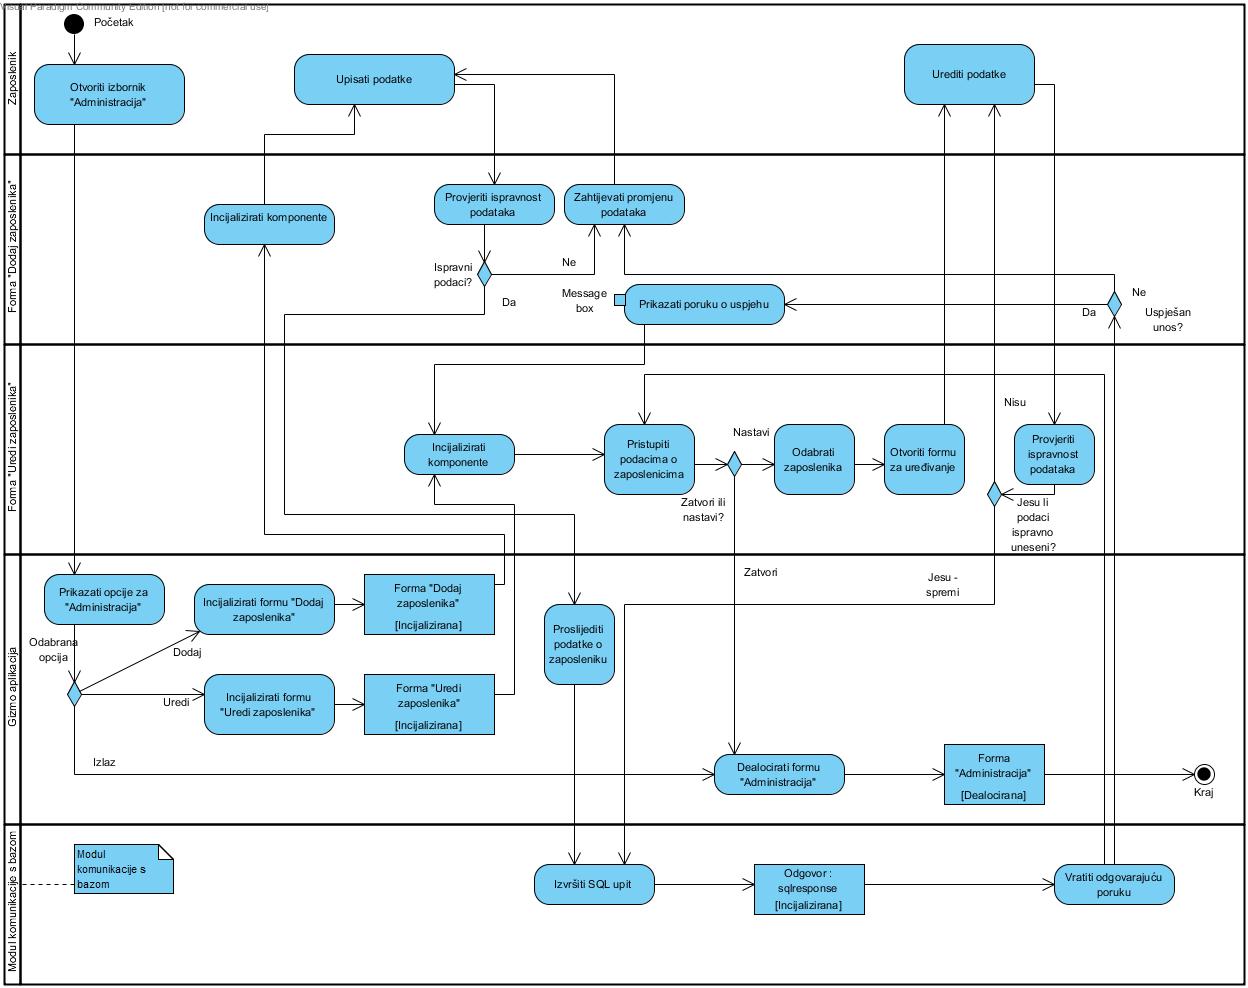 Visual Paradigm Community Edition [not for commercial use]
Početak
Zaposlenik
Otvoriti izbornik
"Administracija"
Upisati podatke
Urediti podatke
Forma "Dodaj zaposlenika"
Incijalizirati komponente
Provjeriti ispravnost
podataka
Zahtijevati promjenu
podataka
Ispravni
podaci?
Ne
Da
Message
box
Prikazati poruku o uspjehu
Ne
Da
Uspješan
unos?
Forma "Uredi zaposlenika"
Incijalizirati
komponente
Pristupiti
podacima o
zaposlenicima
Nastavi
Zatvori ili
nastavi?
Odabrati
zaposlenika
Otvoriti formu
za uređivanje
Nisu
Provjeriti
ispravnost
podataka
Jesu li
podaci
ispravno
uneseni?
Gizmo aplikacija
Prikazati opcije za
"Administracija"
Odabrana
opcija
Incijalizirati formu "Dodaj
zaposlenika"
Dodaj
Forma "Dodaj
zaposlenika"
[Incijalizirana]
Uredi
Incijalizirati formu
"Uredi zaposlenika"
Forma "Uredi
zaposlenika"
[Incijalizirana]
Proslijediti
podatke o
zaposleniku
Zatvori
Jesu -
spremi
Izlaz
Dealocirati formu
"Administracija"
Forma
"Administracija"
[Dealocirana]
Kraj
Modul komunikacije s bazom
Modul
komunikacije s
bazom
Izvršiti SQL upit
Odgovor :
sqlresponse
[Incijalizirana]
Vratiti odgovarajuću
poruku